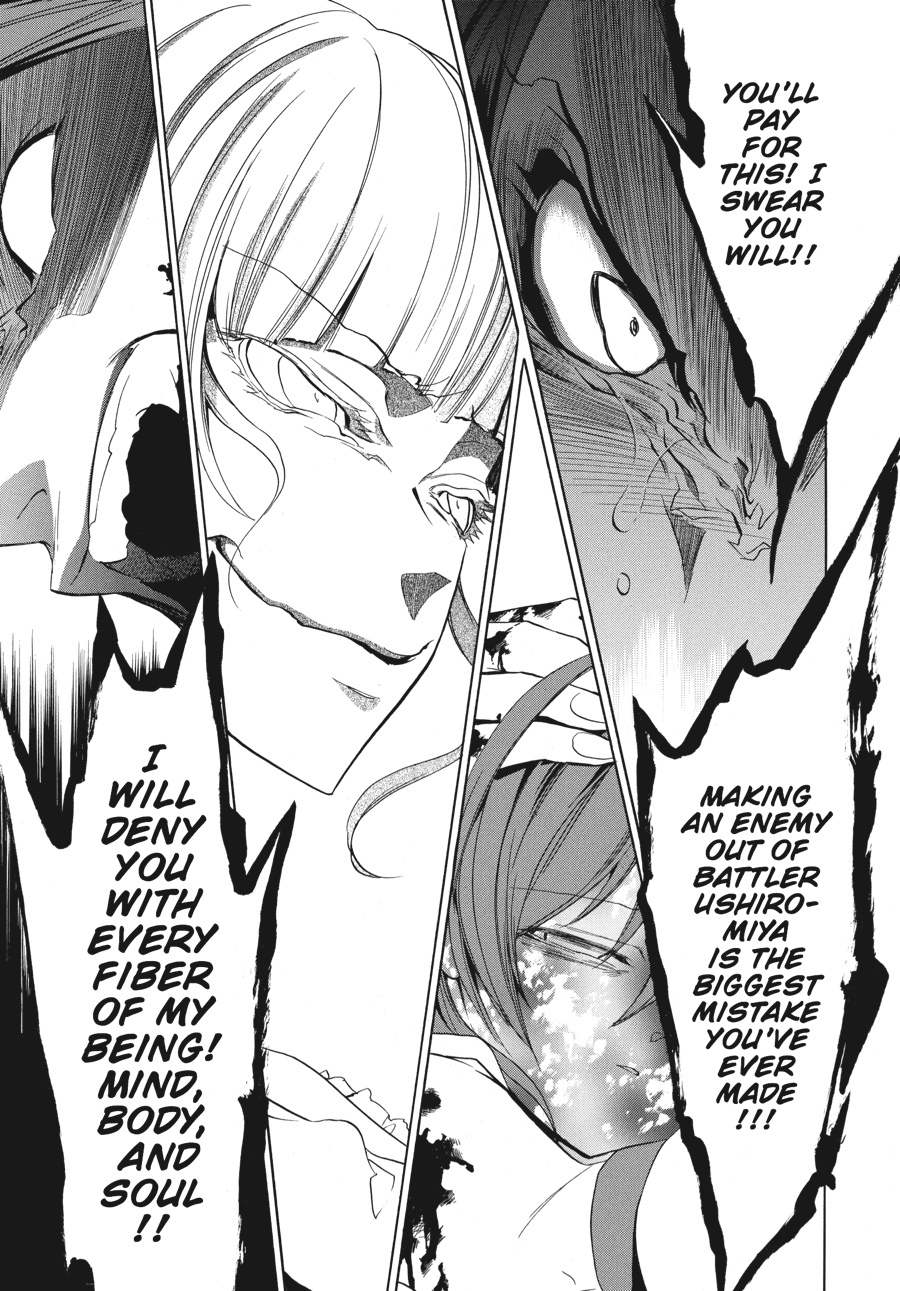 YOU'LL
PAY
FOR
THIS! I
SWEAR
YOU
WILL!!
MAKING
AN ENEMY
OUT OF
BATTLER
USHIRO-
MIYA
IS THE
BIGGEST
MISTAKE
YOU'VE
EVER
MADE
!!!
I
WILL
DENY
YOU
WITH
EVERY
FIBER
OF MY
BEING!
MIND,
BODY,
AND
SOUL
!!